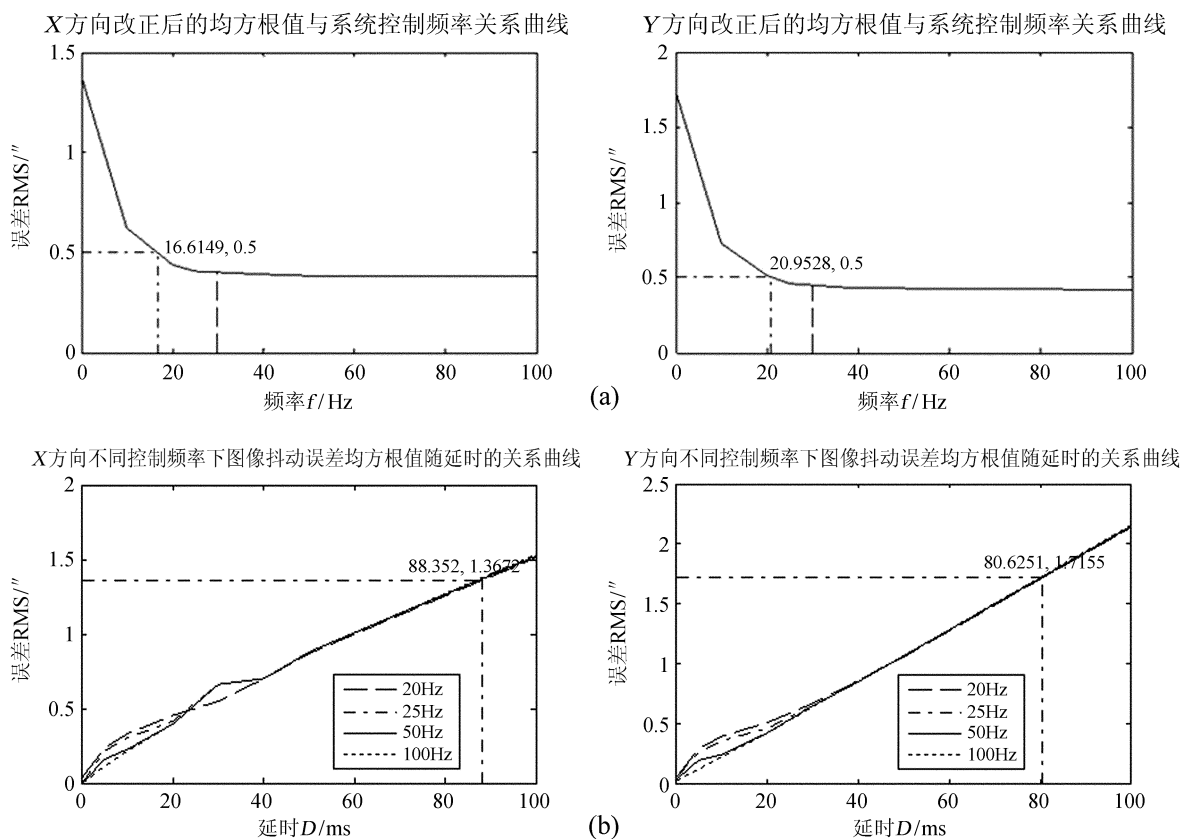 X方向改正后的均方根值与系统控制频率关系曲线
1.5
1
0.5
0
误差RMS/″
16.6149, 0.5
0 20 40 60 80 100
频率f/Hz
Y方向改正后的均方根值与系统控制频率关系曲线
2
1.5
1
0.5
0
误差RMS/″
20.9528, 0.5
0 20 40 60 80 100
频率f/Hz
(a)
X方向不同控制频率下图像抖动误差均方根值随延时的关系曲线
2
1.5
1
0.5
0
误差RMS/″
88.352, 1.3672
20Hz
25Hz
50Hz
100Hz
0 20 40 60 80 100
延时D/ms
Y方向不同控制频率下图像抖动误差均方根值随延时的关系曲线
2.5
2
1.5
1
0.5
0
误差RMS/″
80.6251, 1.7155
20Hz
25Hz
50Hz
100Hz
0 20 40 60 80 100
延时D/ms
(b)